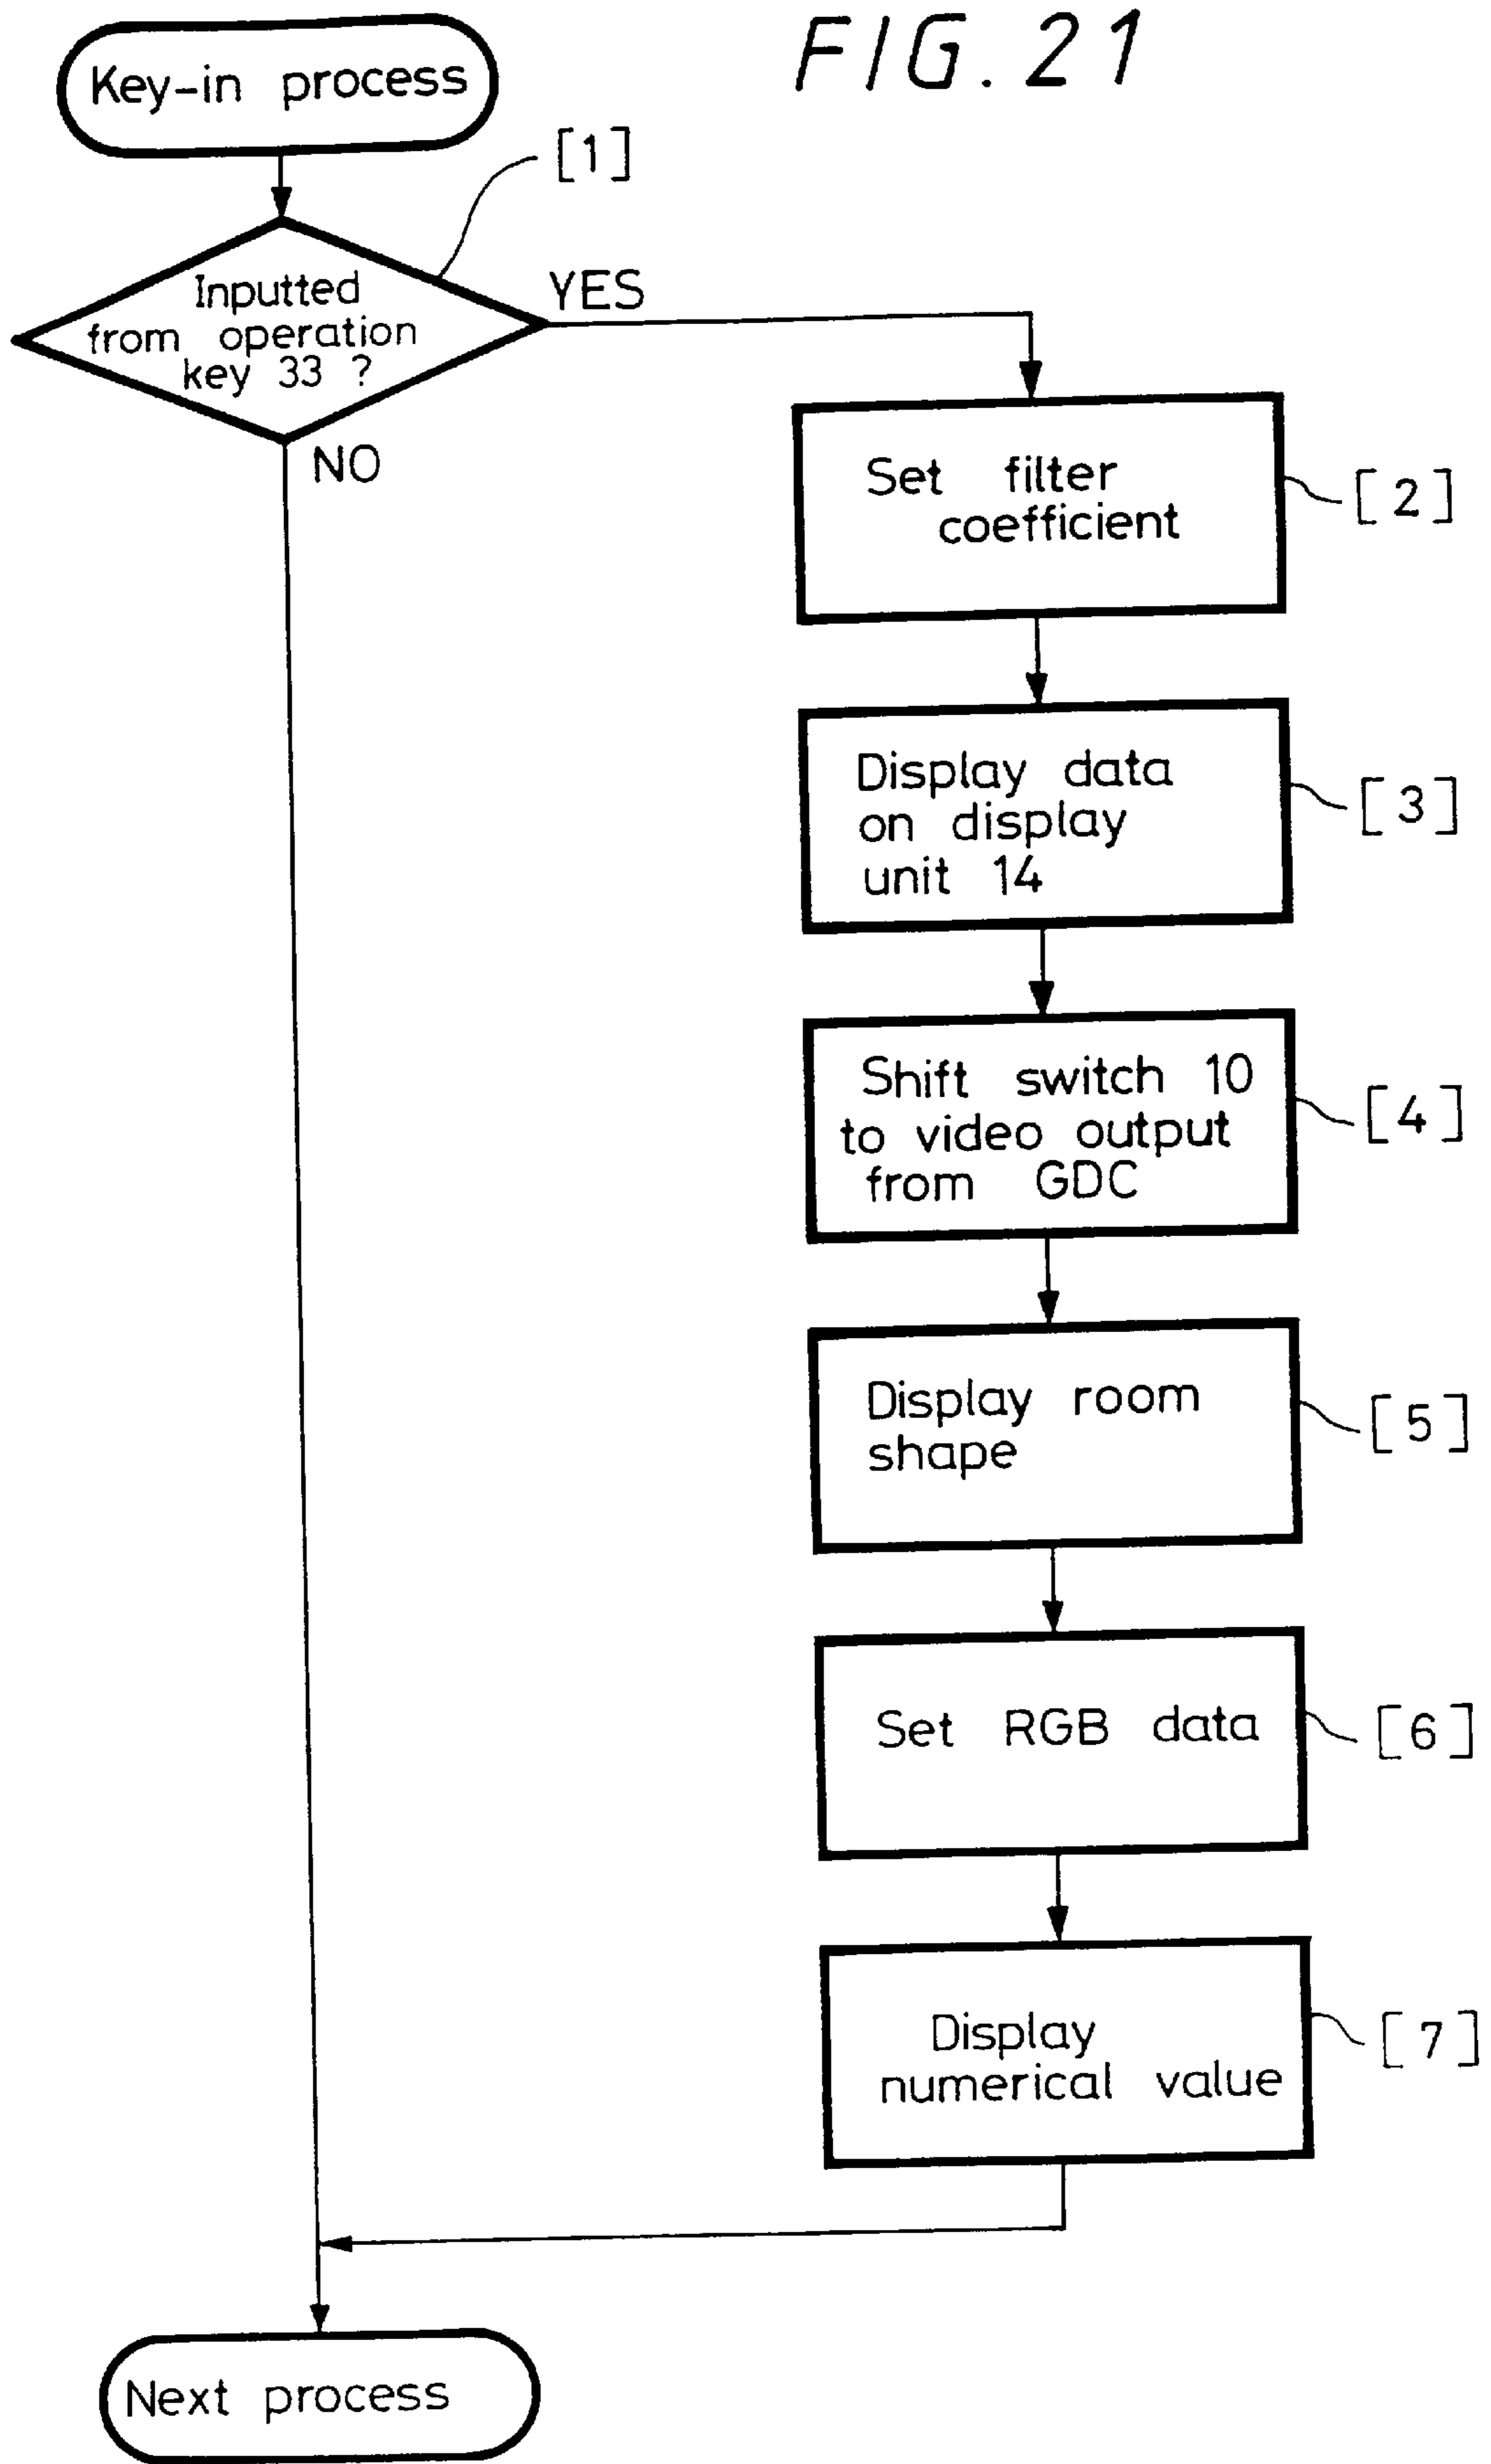 FIG. 21
Key-in process
[1]
Inputted
from operation
key 33 ?
YES
NO
Set filter
coefficient
[2]
Display data
on display
unit 14
[3]
Shift switch 10
to video output
from GDC
[4]
Display room
shape
[5]
Set RGB data
[6]
Display
numerical value
[7]
Next process